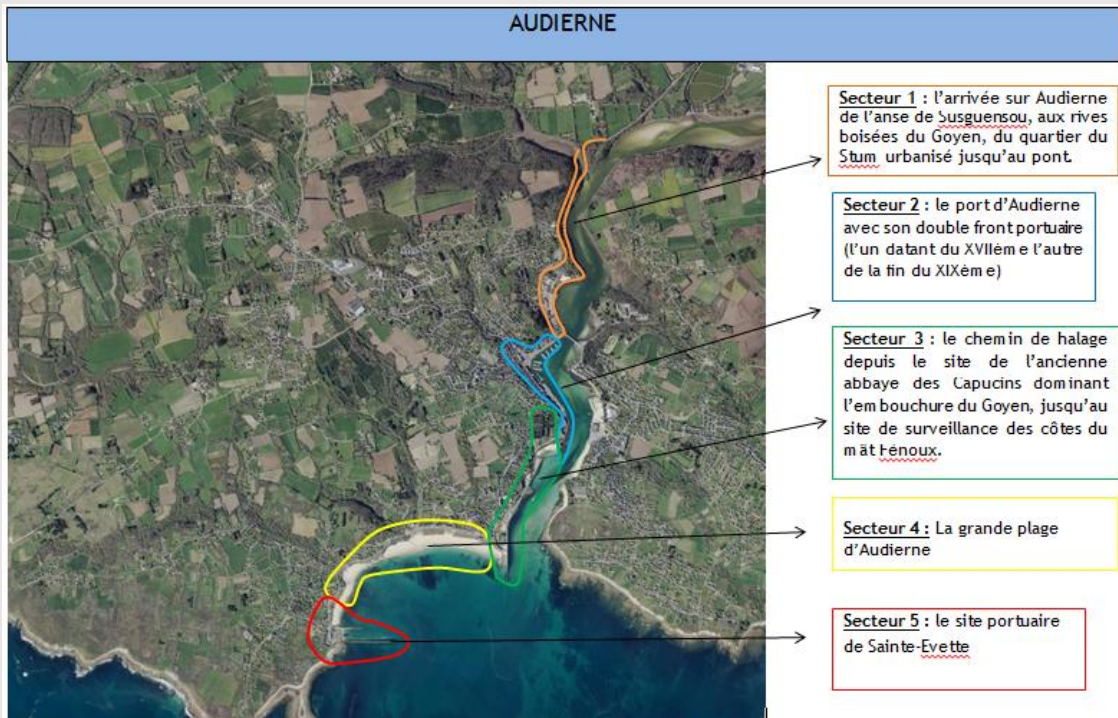 AUDIERNE
Secteur 1 : l'arrivée sur Audierne
de l'anse de Susguensou, aux rives
boisées du Goyen, du quartier du
Stum urbanisé jusqu'au pont.
Secteur 2 : le port d'Audierne
avec son double front portuaire
(l'un datant du XVIIème l'autre
de la fin du XIXème)
Secteur 3 : le chemin de halage
depuis le site de l'ancienne
abbaye des Capucins dominant
l'embouchure du Goyen, jusqu'au
site de surveillance des côtes du
mât Fénoux.
Secteur 4 : La grande plage
d'Audierne
Secteur 5 : le site portuaire
de Sainte-Evette